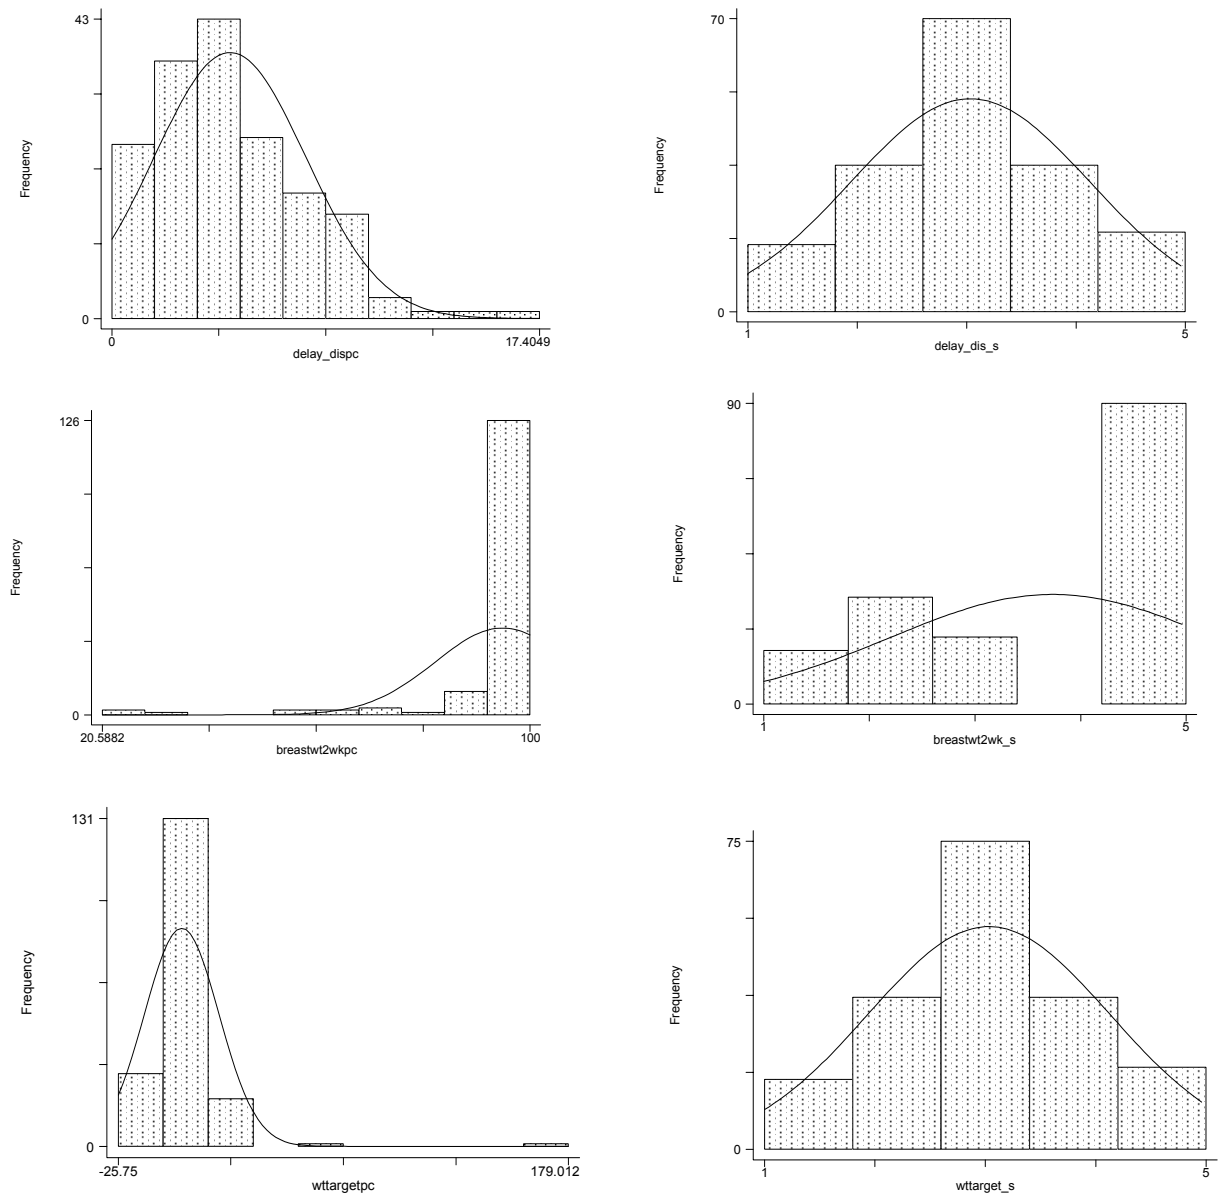 43
Frequency
0
0
17.4049
delay_dispc
70
Frequency
0
1
5
delay_dis_s
126
Frequency
0
20.5882
100
breastwt2wkpc
90
Frequency
0
1
5
breastwt2wk_s
131
Frequency
0
-25.75
179.012
wttargetpc
75
Frequency
0
1
5
wttarget_s